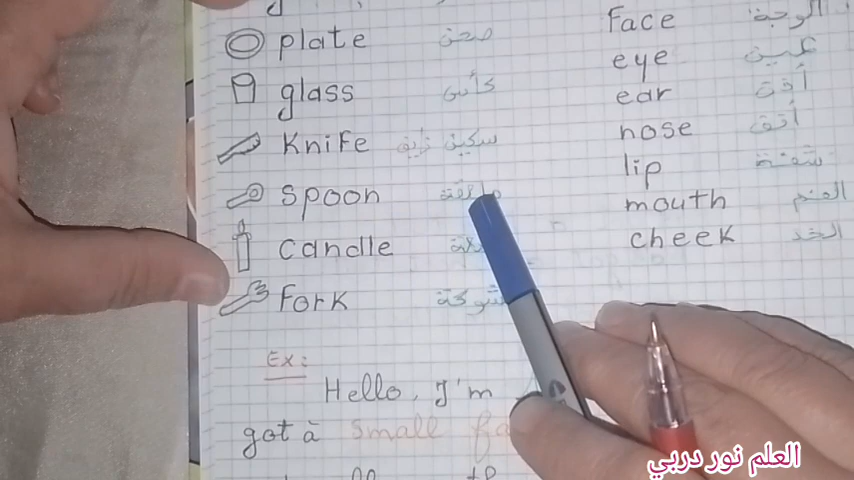 plate صحن
glass كأس
Knife سكين
spoon
candle
Fork شوكة
Face الوجه
eye عين
ear أذن
nose أنف
lip شفة
mouth الفم
cheek الخد
Ex:
Hello, I'm
got à small fa
العلم نور دربي